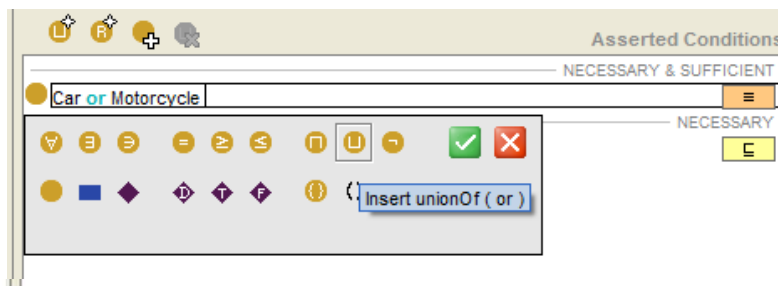 Asserted Conditions
NECESSARY & SUFFICIENT
Car or Motorcycle
≡
NECESSARY
⊑
∀ ∃ ∋ = ≥ ≤ ⊓ ⊔ ¬
D T F {} ()
Insert unionOf ( or )